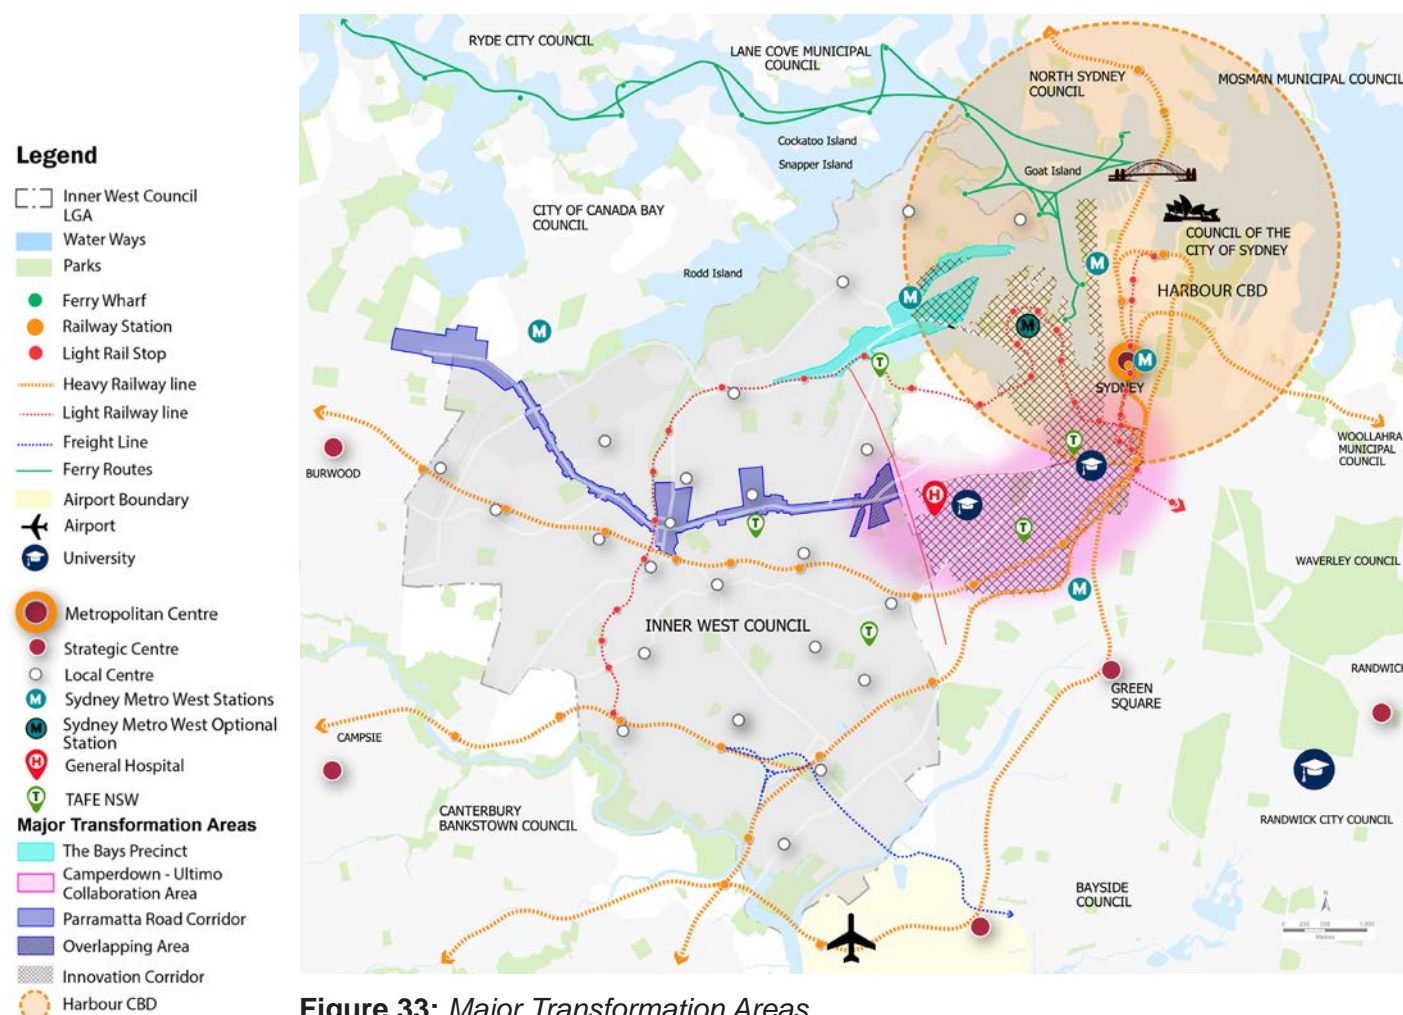 Legend
Inner West Council
LGA
Water Ways
Parks
Ferry Wharf
Railway Station
Light Rail Stop
Heavy Railway line
Light Railway line
Freight Line
Ferry Routes
Airport Boundary
Airport
University
Metropolitan Centre
Strategic Centre
Local Centre
M Sydney Metro West Stations
M Sydney Metro West Optional
Station
H General Hospital
T TAFE NSW
Major Transformation Areas
The Bays Precinct
Camperdown - Ultimo
Collaboration Area
Parramatta Road Corridor
Overlapping Area
Innovation Corridor
Harbour CBD
RYDE CITY COUNCIL
LANE COVE MUNICIPAL
COUNCIL
NORTH SYDNEY
COUNCIL
MOSMAN MUNICIPAL COUNCIL
Cockatoo Island
Snapper Island
Goat Island
CITY OF CANADA BAY
COUNCIL
COUNCIL OF THE
CITY OF SYDNEY
Rodd Island
M
M
HARBOUR CBD
M
M
T
M
SYDNEY
BURWOOD
T
WOOLLAHRA
MUNICIPAL
COUNCIL
H
T
T
WAVERLEY COUNCIL
M
INNER WEST COUNCIL
T
RANDWICK
GREEN
SQUARE
CAMPSIE
CANTERBURY
BANKSTOWN COUNCIL
RANDWICK CITY COUNCIL
BAYSIDE
COUNCIL
N
0 250 500 1,000
Metres
Figure 33: Major Transformation Areas